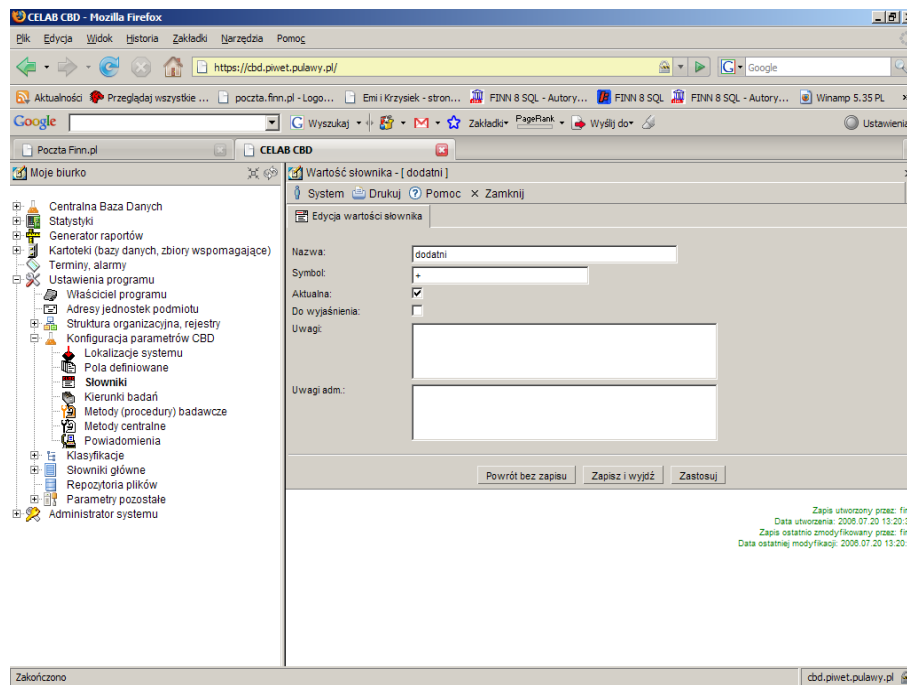 CELAB CBD - Mozilla Firefox
Plik Edycja Widok Historia Zakładki Narzędzia Pomoc
https://cbd.piwet.pulawy.pl/ G Google
Aktualności Przeglądaj wszystkie ... poczta.finn.pl - Logo... Emi i Krzysiek - stron... FINN 8 SQL - Autory... FINN 8 SQL FINN 8 SQL - Autory... Winamp 5.35 PL
Google G Wyszukaj Zakładki PageRank Wyślij do Ustawienia
Poczta Finn.pl CELAB CBD
Moje biurko
Centralna Baza Danych
Statystyki
Generator raportów
Kartoteki (bazy danych, zbiory wspomagające)
Terminy, alarmy
Ustawienia programu
Właściciel programu
Adresy jednostek podmiotu
Struktura organizacyjna, rejestry
Konfiguracja parametrów CBD
Lokalizacje systemu
Pola definiowane
Słowniki
Kierunki badań
Metody (procedury) badawcze
Metody centralne
Powiadomienia
Klasyfikacje
Słowniki główne
Repozytoria plików
Parametry pozostałe
Administrator systemu
Wartość słownika - [ dodatni ]
System Drukuj Pomoc Zamknij
Edycja wartości słownika
Nazwa: dodatni
Symbol: +
Aktualna:
Do wyjaśnienia:
Uwagi:
Uwagi adm.:
Powrót bez zapisu Zapisz i wyjdź Zastosuj
Zapis utworzony przez: fi
Data utworzenia: 2006.07.20 13:20:
Zapis ostatnio zmodyfikowany przez: fi
Data ostatniej modyfikacji: 2006.07.20 13:20:
Zakończono cbd.piwet.pulawy.pl